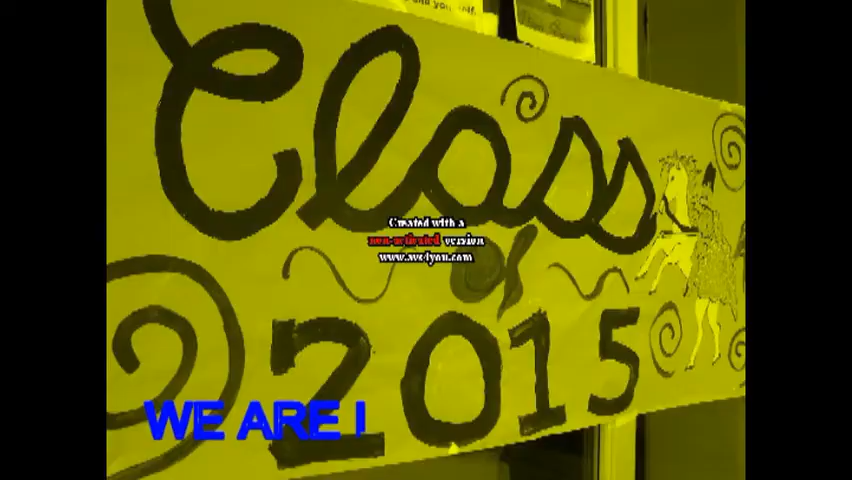 Class
of
2015
Created with a
non-activated version
www.avs4you.com
WE ARE I